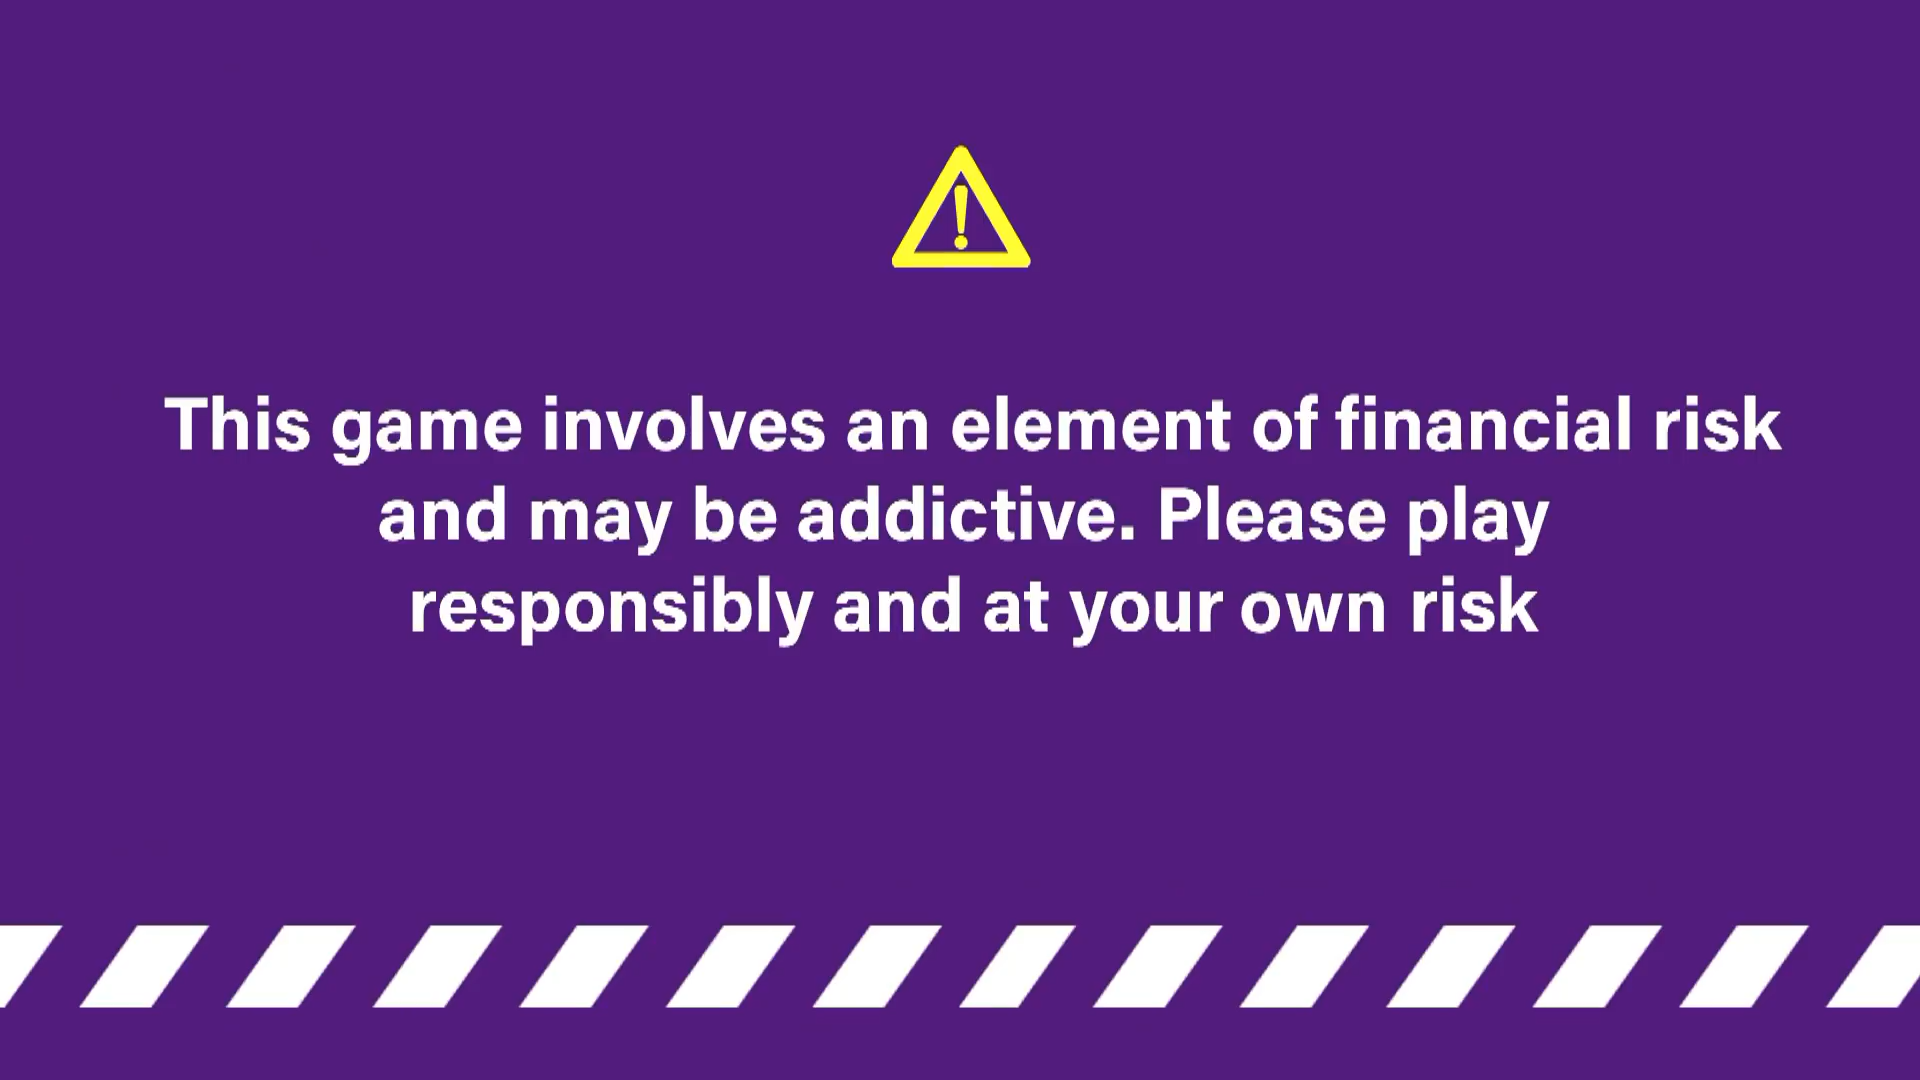 This game involves an element of financial risk
and may be addictive. Please play
responsibly and at your own risk